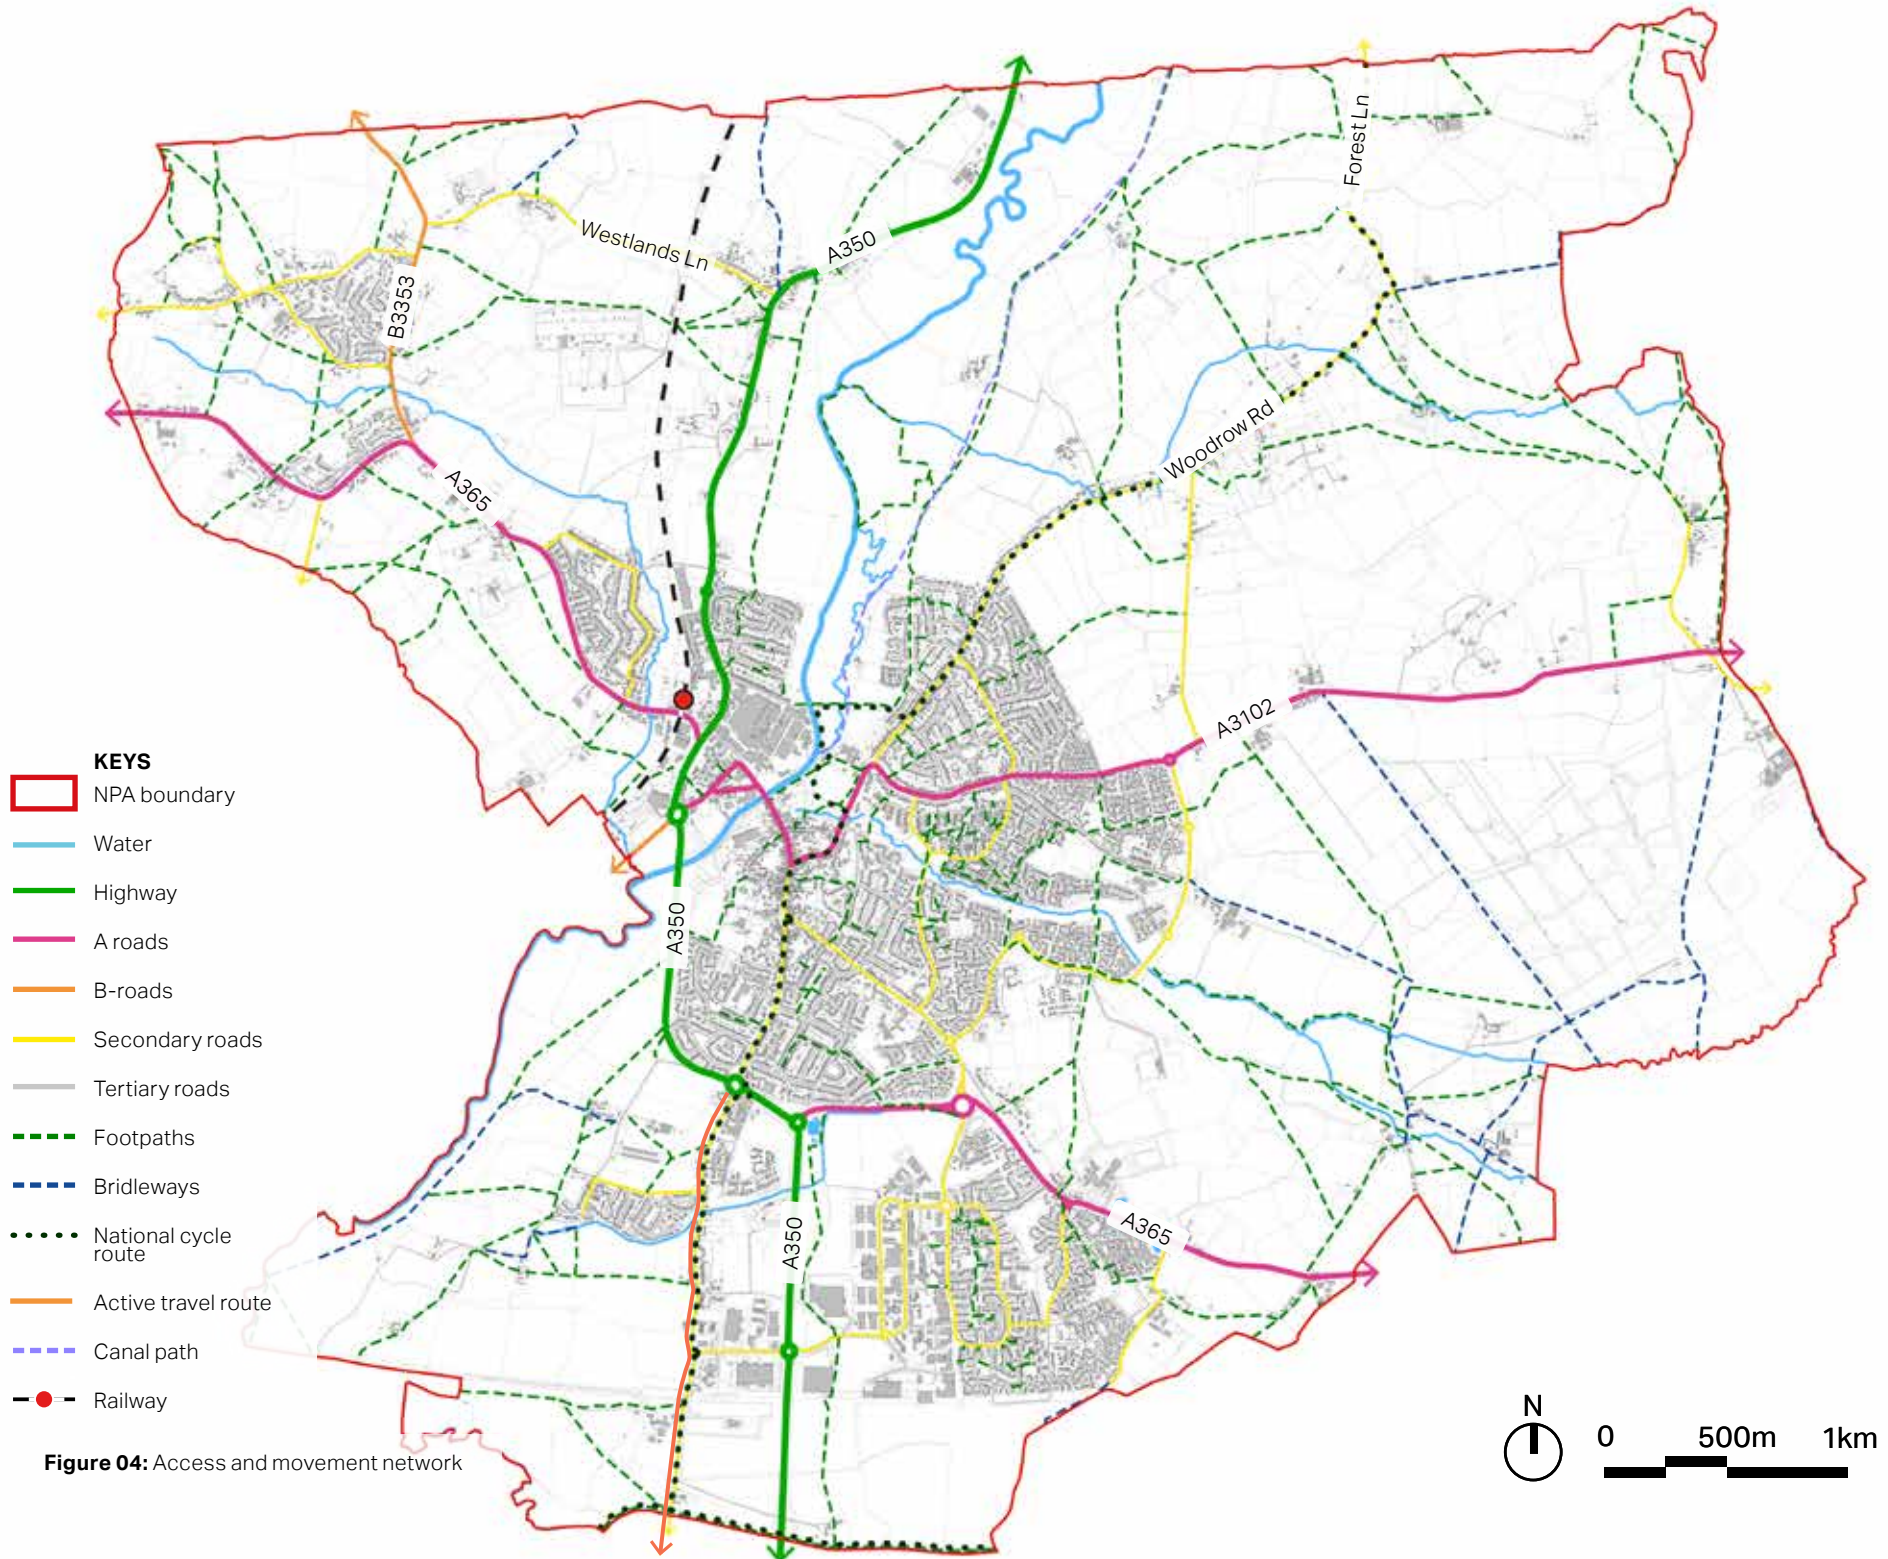 Forest Ln
Westlands Ln
A350
B3353
Woodrow Rd
A365
A3102
A350
A350
A365
KEYS
NPA boundary
Water
Highway
A roads
B-roads
Secondary roads
Tertiary roads
Footpaths
Bridleways
National cycle
route
Active travel route
Canal path
Railway
Figure 04: Access and movement network
N
0 500m 1km